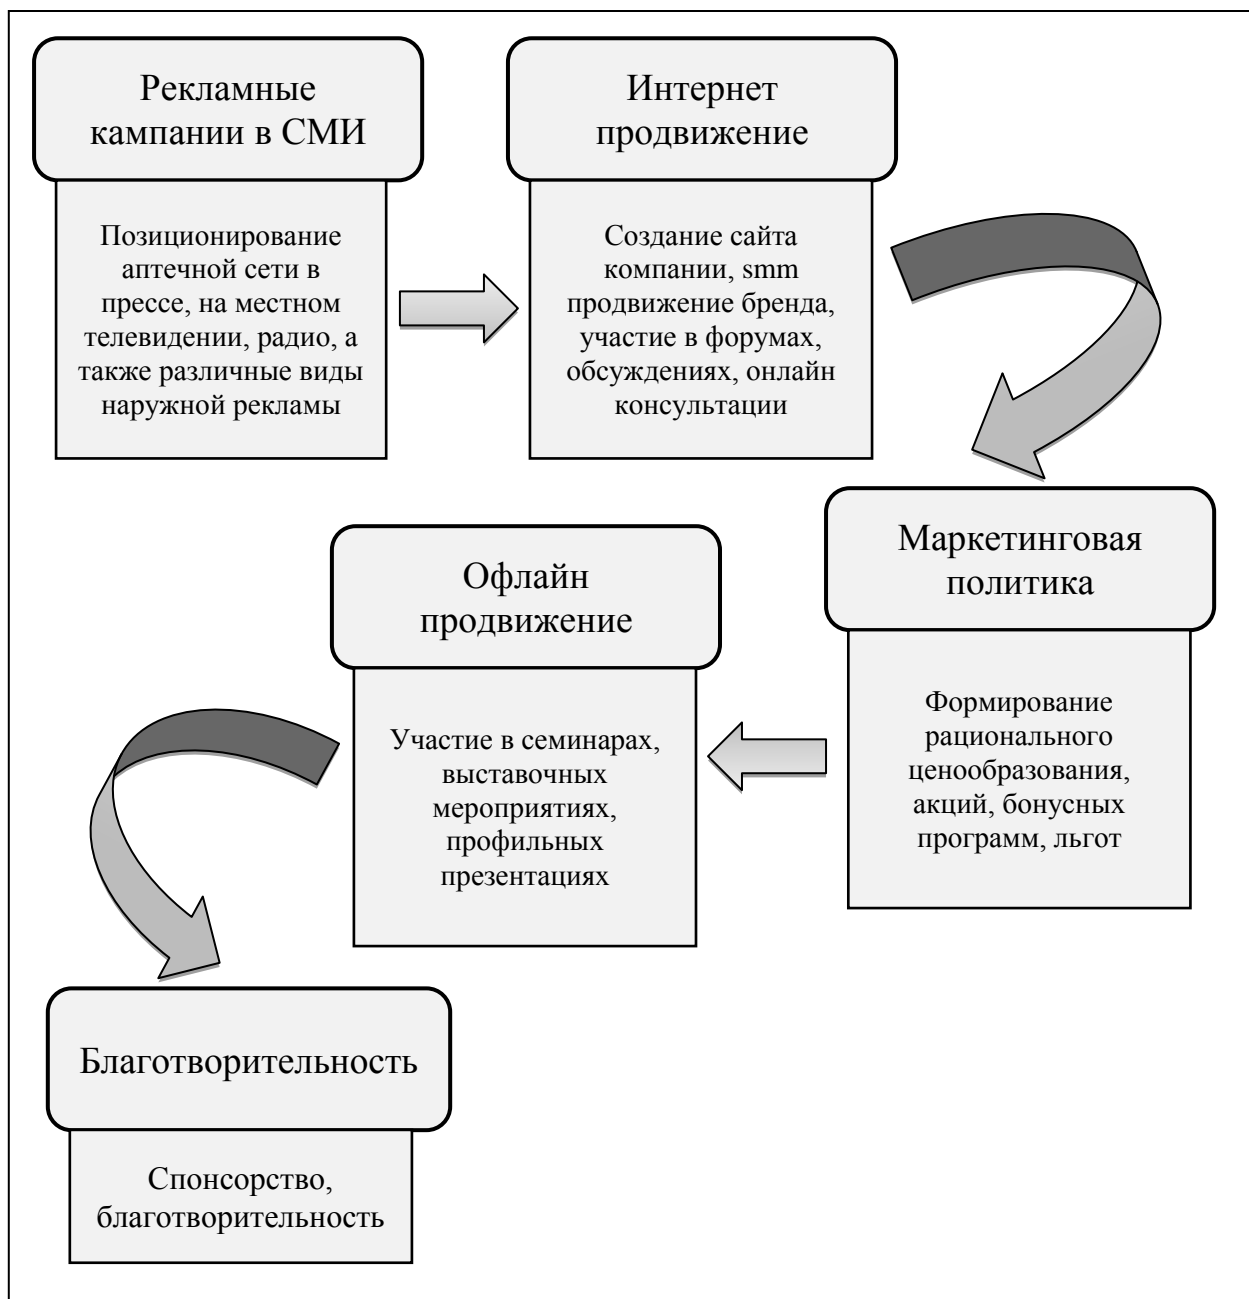 Рекламные
кампании в СМИ
Позиционирование
аптечной сети в
прессе, на местном
телевидении, радио, а
также различные виды
наружной рекламы
Интернет
продвижение
Создание сайта
компании, smm
продвижение бренда,
участие в форумах,
обсуждениях, онлайн
консультации
Маркетинговая
политика
Формирование
рационального
ценообразования,
акций, бонусных
программ, льгот
Офлайн
продвижение
Участие в семинарах,
выставочных
мероприятиях,
профильных
презентациях
Благотворительность
Спонсорство,
благотворительность